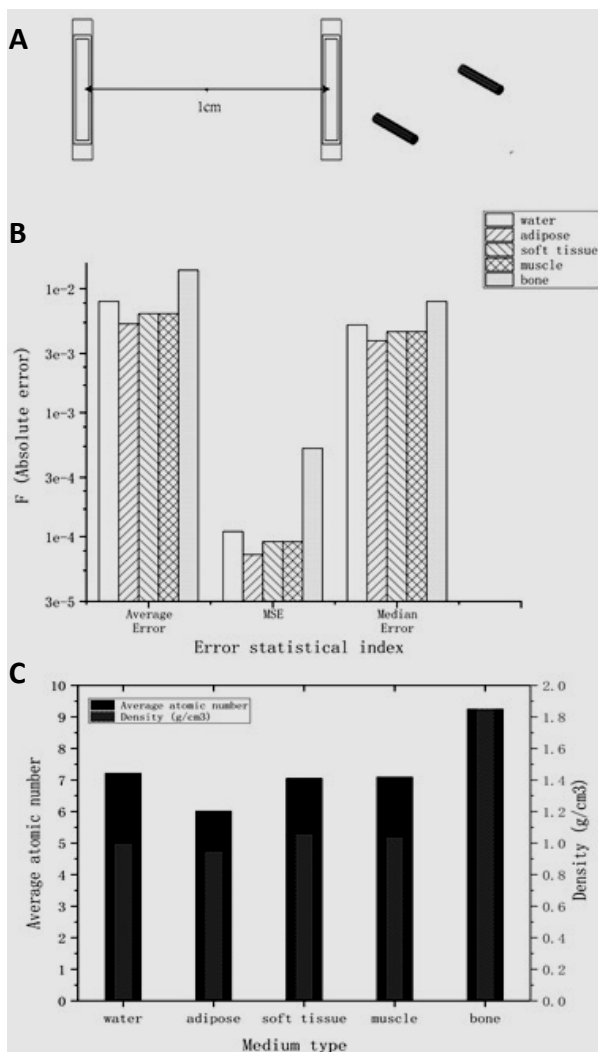 A
1cm
B
water
adipose
soft tissue
muscle
bone
1e-2
3e-3
1e-3
3e-4
1e-4
3e-5
F (Absolute error)
Average
Error
MSE
Median
Error
Error statistical index
C
Average atomic number
Density (g/cm3)
10
9
8
7
6
5
4
3
2
1
0
Average atomic number
2.0
1.8
1.6
1.4
1.2
1.0
0.8
0.6
0.4
0.2
0.0
Density (g/cm3)
water
adipose
soft tissue
muscle
bone
Medium type